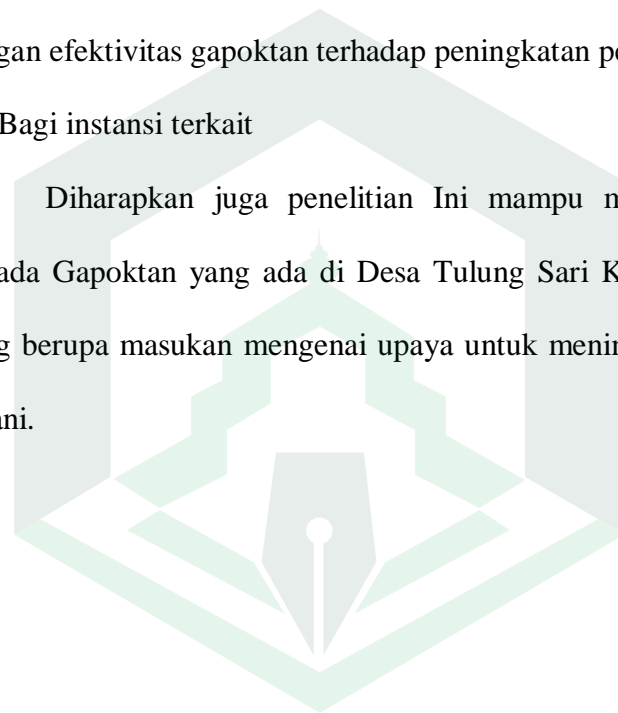 gan efektivitas gapoktan terhadap peningkatan pe
Bagi instansi terkait
Diharapkan juga penelitian Ini mampu m
ada Gapoktan yang ada di Desa Tulung Sari K
g berupa masukan mengenai upaya untuk menin
ani.